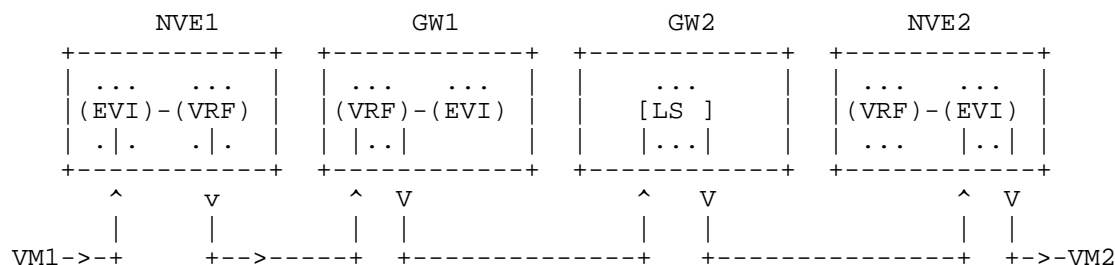 NVE1            GW1             GW2            NVE2
    +------------+  +------------+  +------------+  +------------+
    |  ...   ... |  |  ...   ... |  |     ...    |  |  ...   ... |
    |(EVI)-(VRF) |  |(VRF)-(EVI) |  |    [LS ]   |  |(VRF)-(EVI) |
    |  .|.   .|. |  |  |..|      |  |    |...|   |  |  ...  |..| |
    +------------+  +------------+  +------------+  +------------+
       ^     v        ^  V               ^   V              ^  V
       |     |        |  |               |   |              |  |
 VM1->-+     +-->-----+  +---------------+   +--------------+  +->-VM2